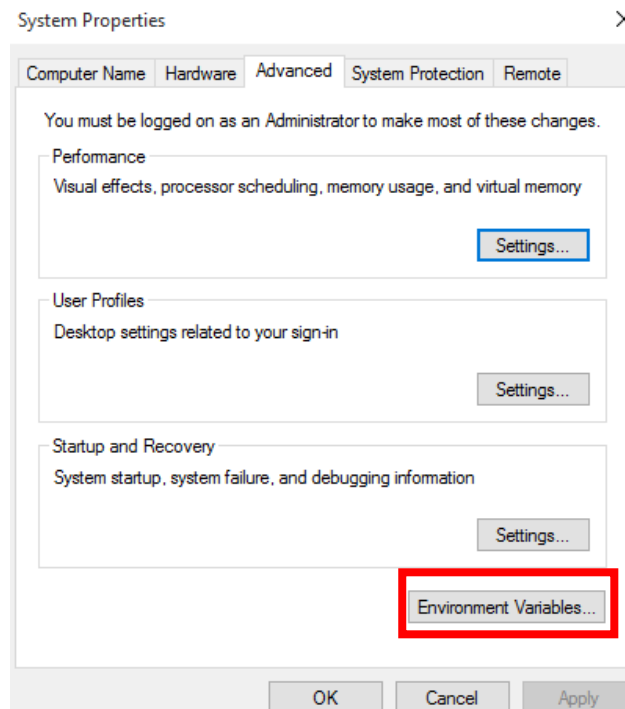 System Properties
Computer Name Hardware Advanced System Protection Remote
You must be logged on as an Administrator to make most of these changes.
Performance
Visual effects, processor scheduling, memory usage, and virtual memory
Settings...
User Profiles
Desktop settings related to your sign-in
Settings...
Startup and Recovery
System startup, system failure, and debugging information
Settings...
Environment Variables...
OK Cancel Apply